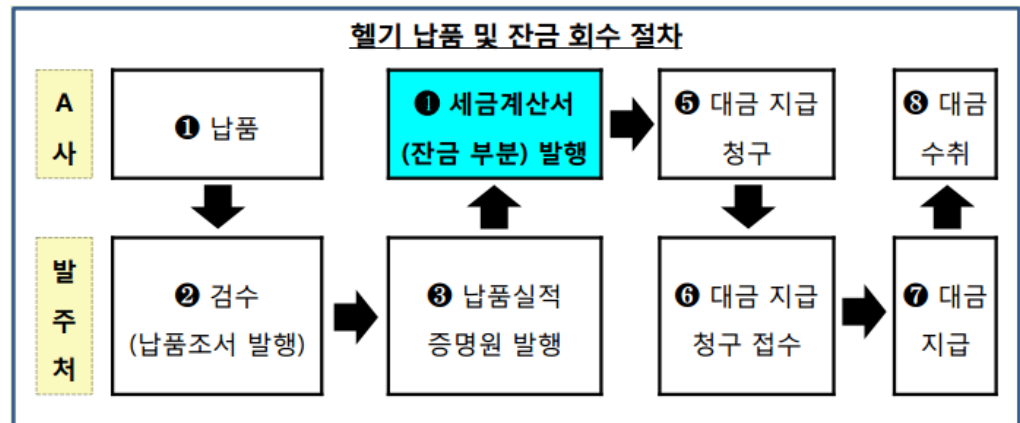 헬기 납품 및 잔금 회수 절차
A
사
❶ 납품
❶ 세금계산서
(잔금 부분) 발행
❺ 대금 지급
청구
❽ 대금
수취
발
주
처
❷ 검수
(납품조서 발행)
❸ 납품실적
증명원 발행
❻ 대금 지급
청구 접수
❼ 대금
지급